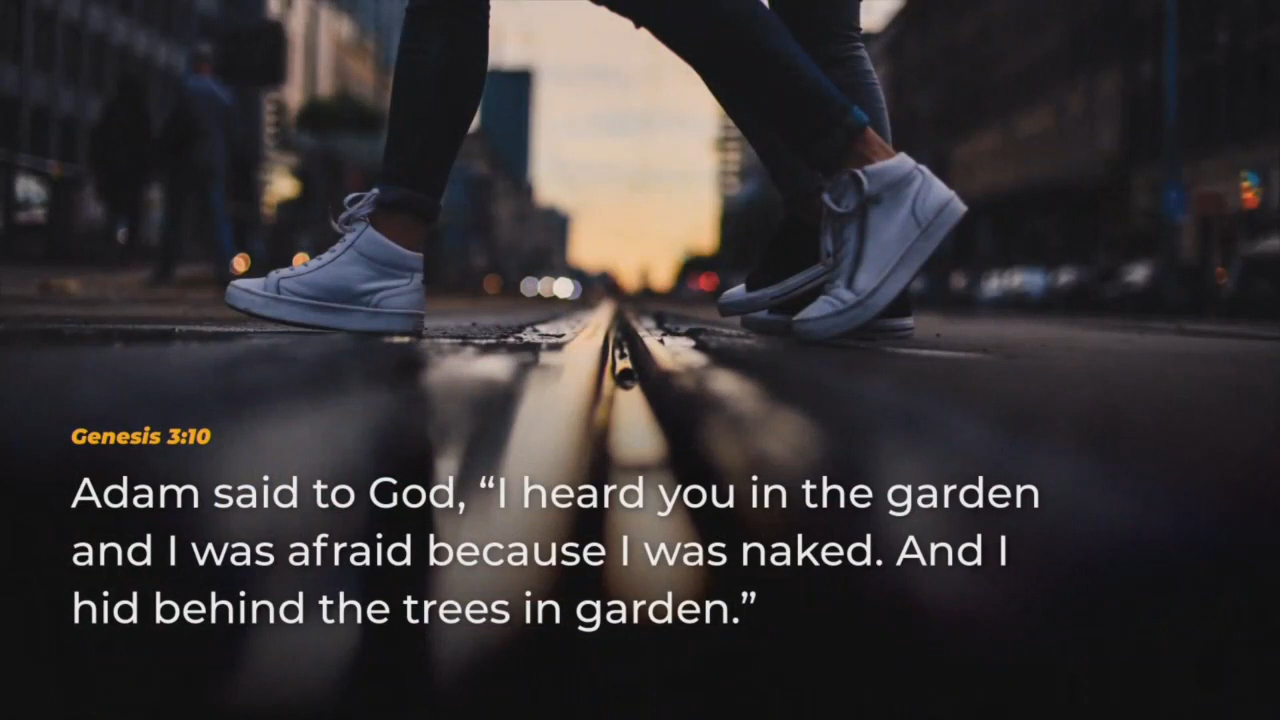 Genesis 3:10
Adam said to God, “I heard you in the garden
and I was afraid because I was naked. And I
hid behind the trees in garden.”